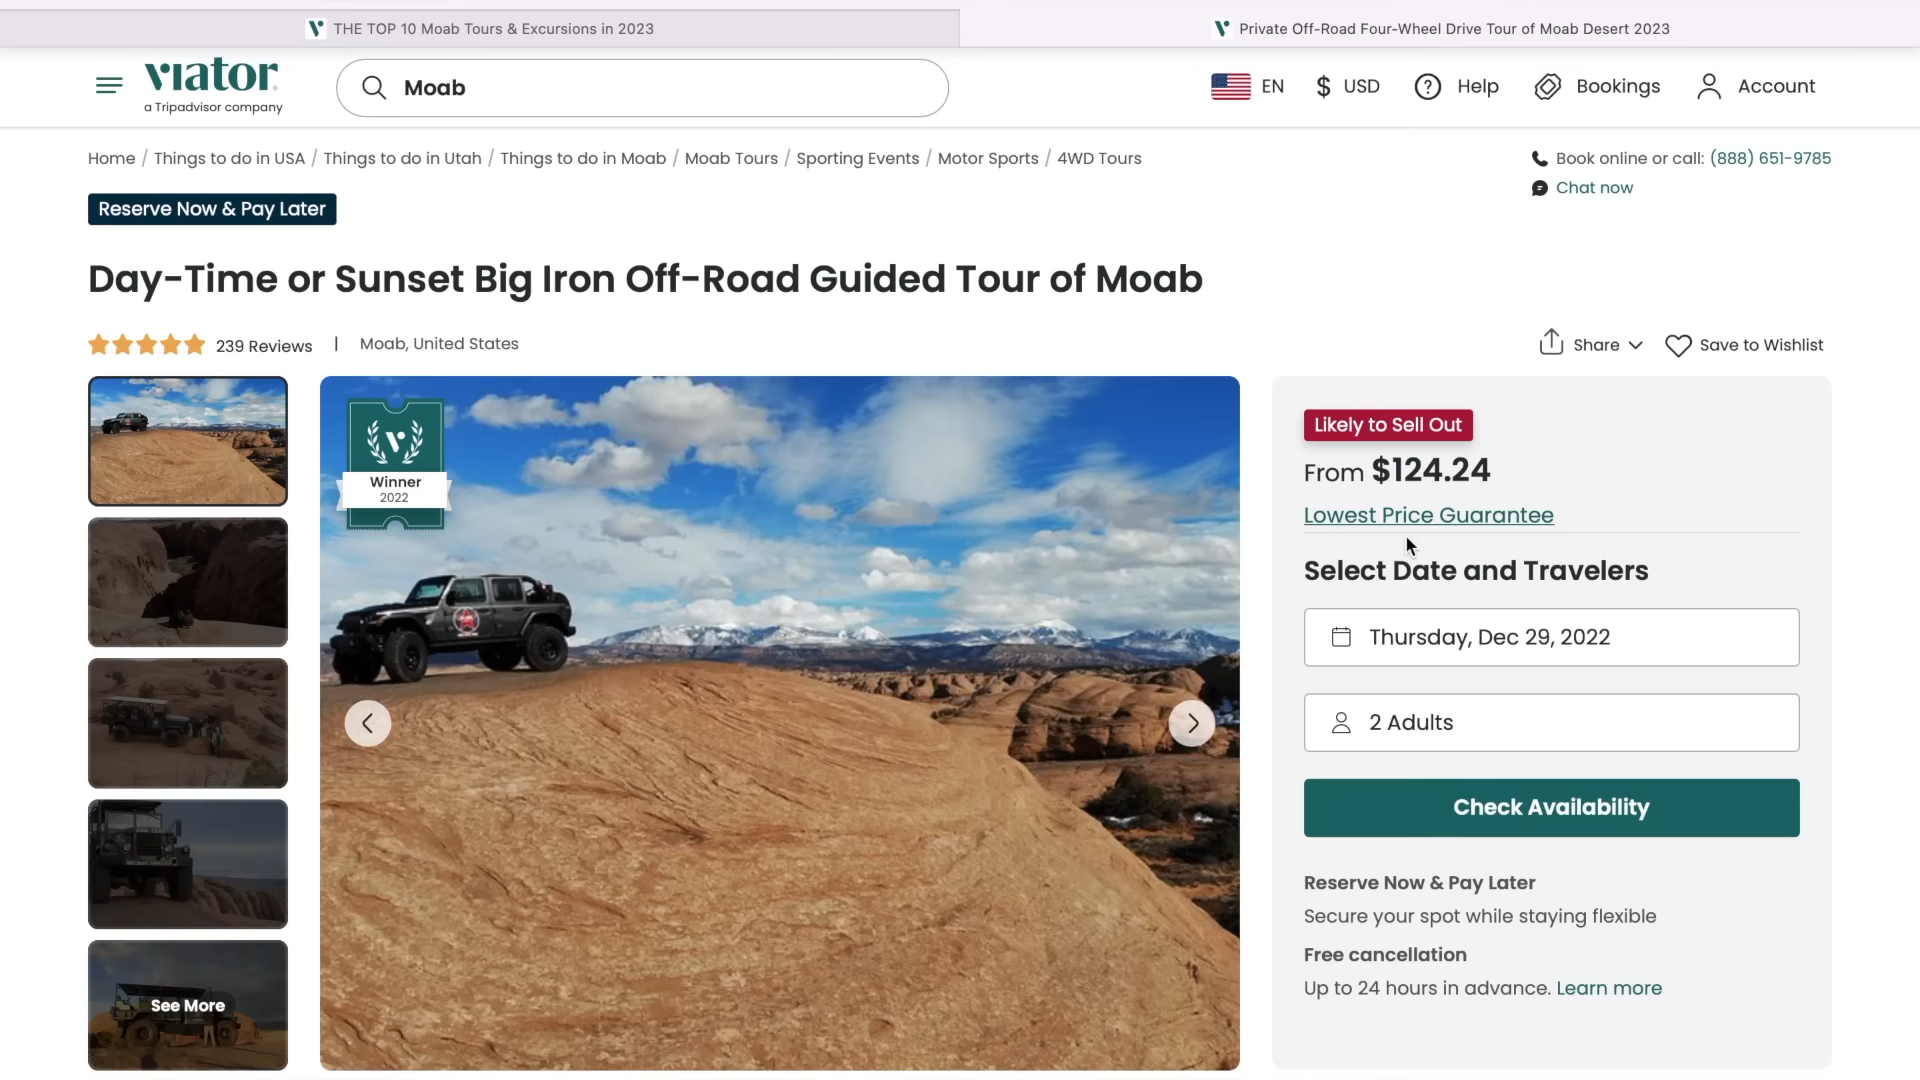 THE TOP 10 Moab Tours & Excursions in 2023
Private Off-Road Four-Wheel Drive Tour of Moab Desert 2023
viator
a Tripadvisor company
Moab
EN
$ USD
Help
Bookings
Account
Home / Things to do in USA / Things to do in Utah / Things to do in Moab / Moab Tours / Sporting Events / Motor Sports / 4WD Tours
Book online or call: (888) 651-9785
Chat now
Reserve Now & Pay Later
Day-Time or Sunset Big Iron Off-Road Guided Tour of Moab
239 Reviews | Moab, United States
Share
Save to Wishlist
Winner
2022
See More
Likely to Sell Out
From $124.24
Lowest Price Guarantee
Select Date and Travelers
Thursday, Dec 29, 2022
2 Adults
Check Availability
Reserve Now & Pay Later
Secure your spot while staying flexible
Free cancellation
Up to 24 hours in advance. Learn more